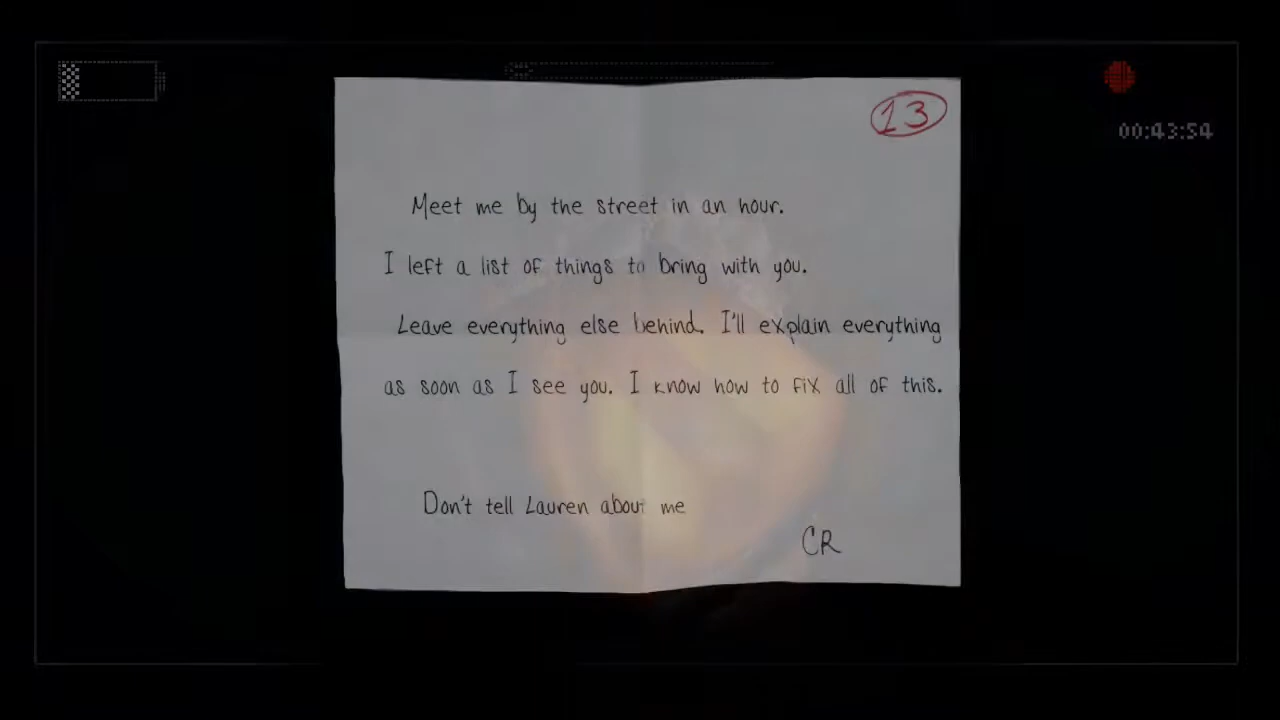 13
00:43:54
Meet me by the street in an hour.
I left a list of things to bring with you.
Leave everything else behind. I'll explain everything
as soon as I see you. I know how to fix all of this.
Don't tell Lauren about me
CR